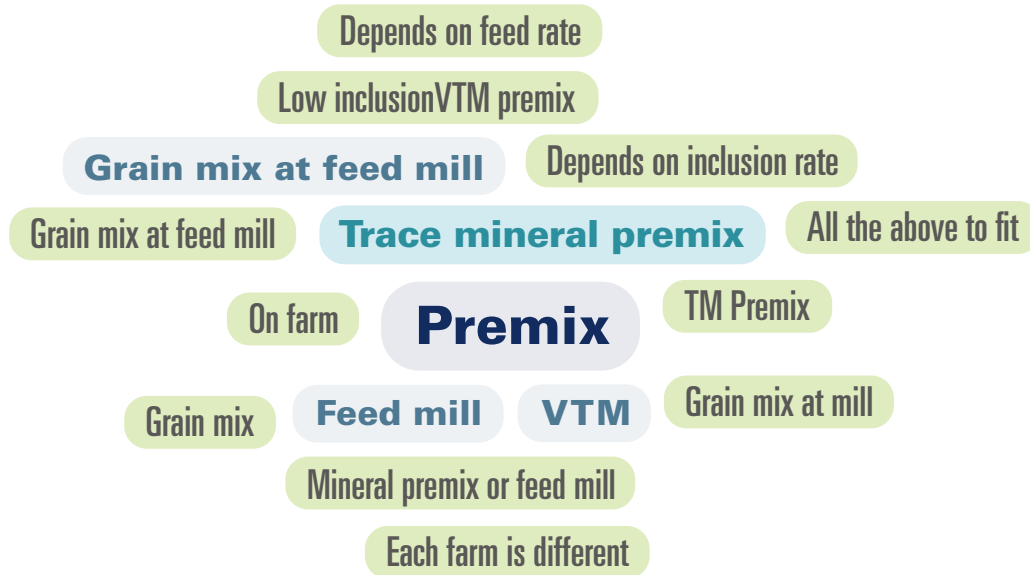 Depends on feed rate
Low inclusionVTM premix
Grain mix at feed mill
Depends on inclusion rate
Grain mix at feed mill
Trace mineral premix
All the above to fit
On farm
Premix
TM Premix
Grain mix
Feed mill
VTM
Grain mix at mill
Mineral premix or feed mill
Each farm is different